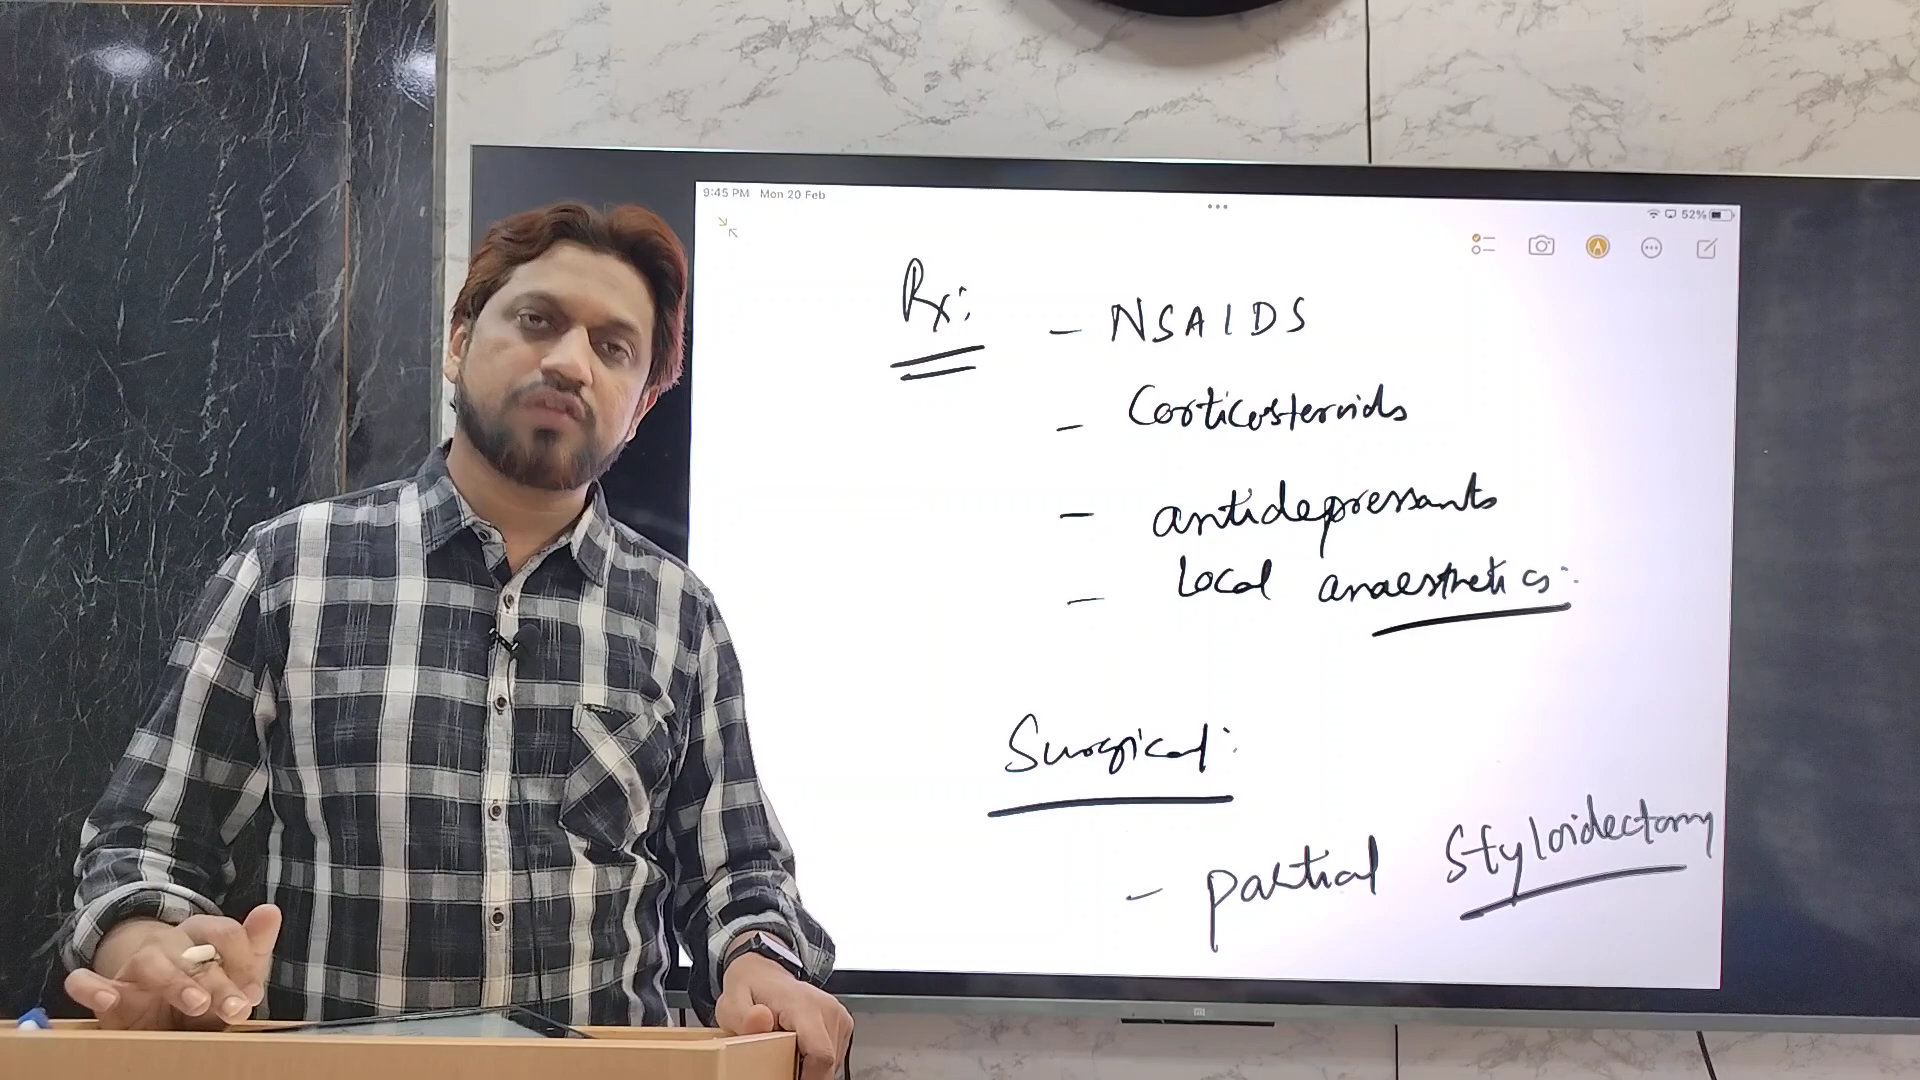 9:45 PM Mon 20 Feb
52%
Rx:
- NSAIDS
- Corticosteroids
- antidepressants
- Local anaesthetics:
Surgical:
- partial Styloidectomy